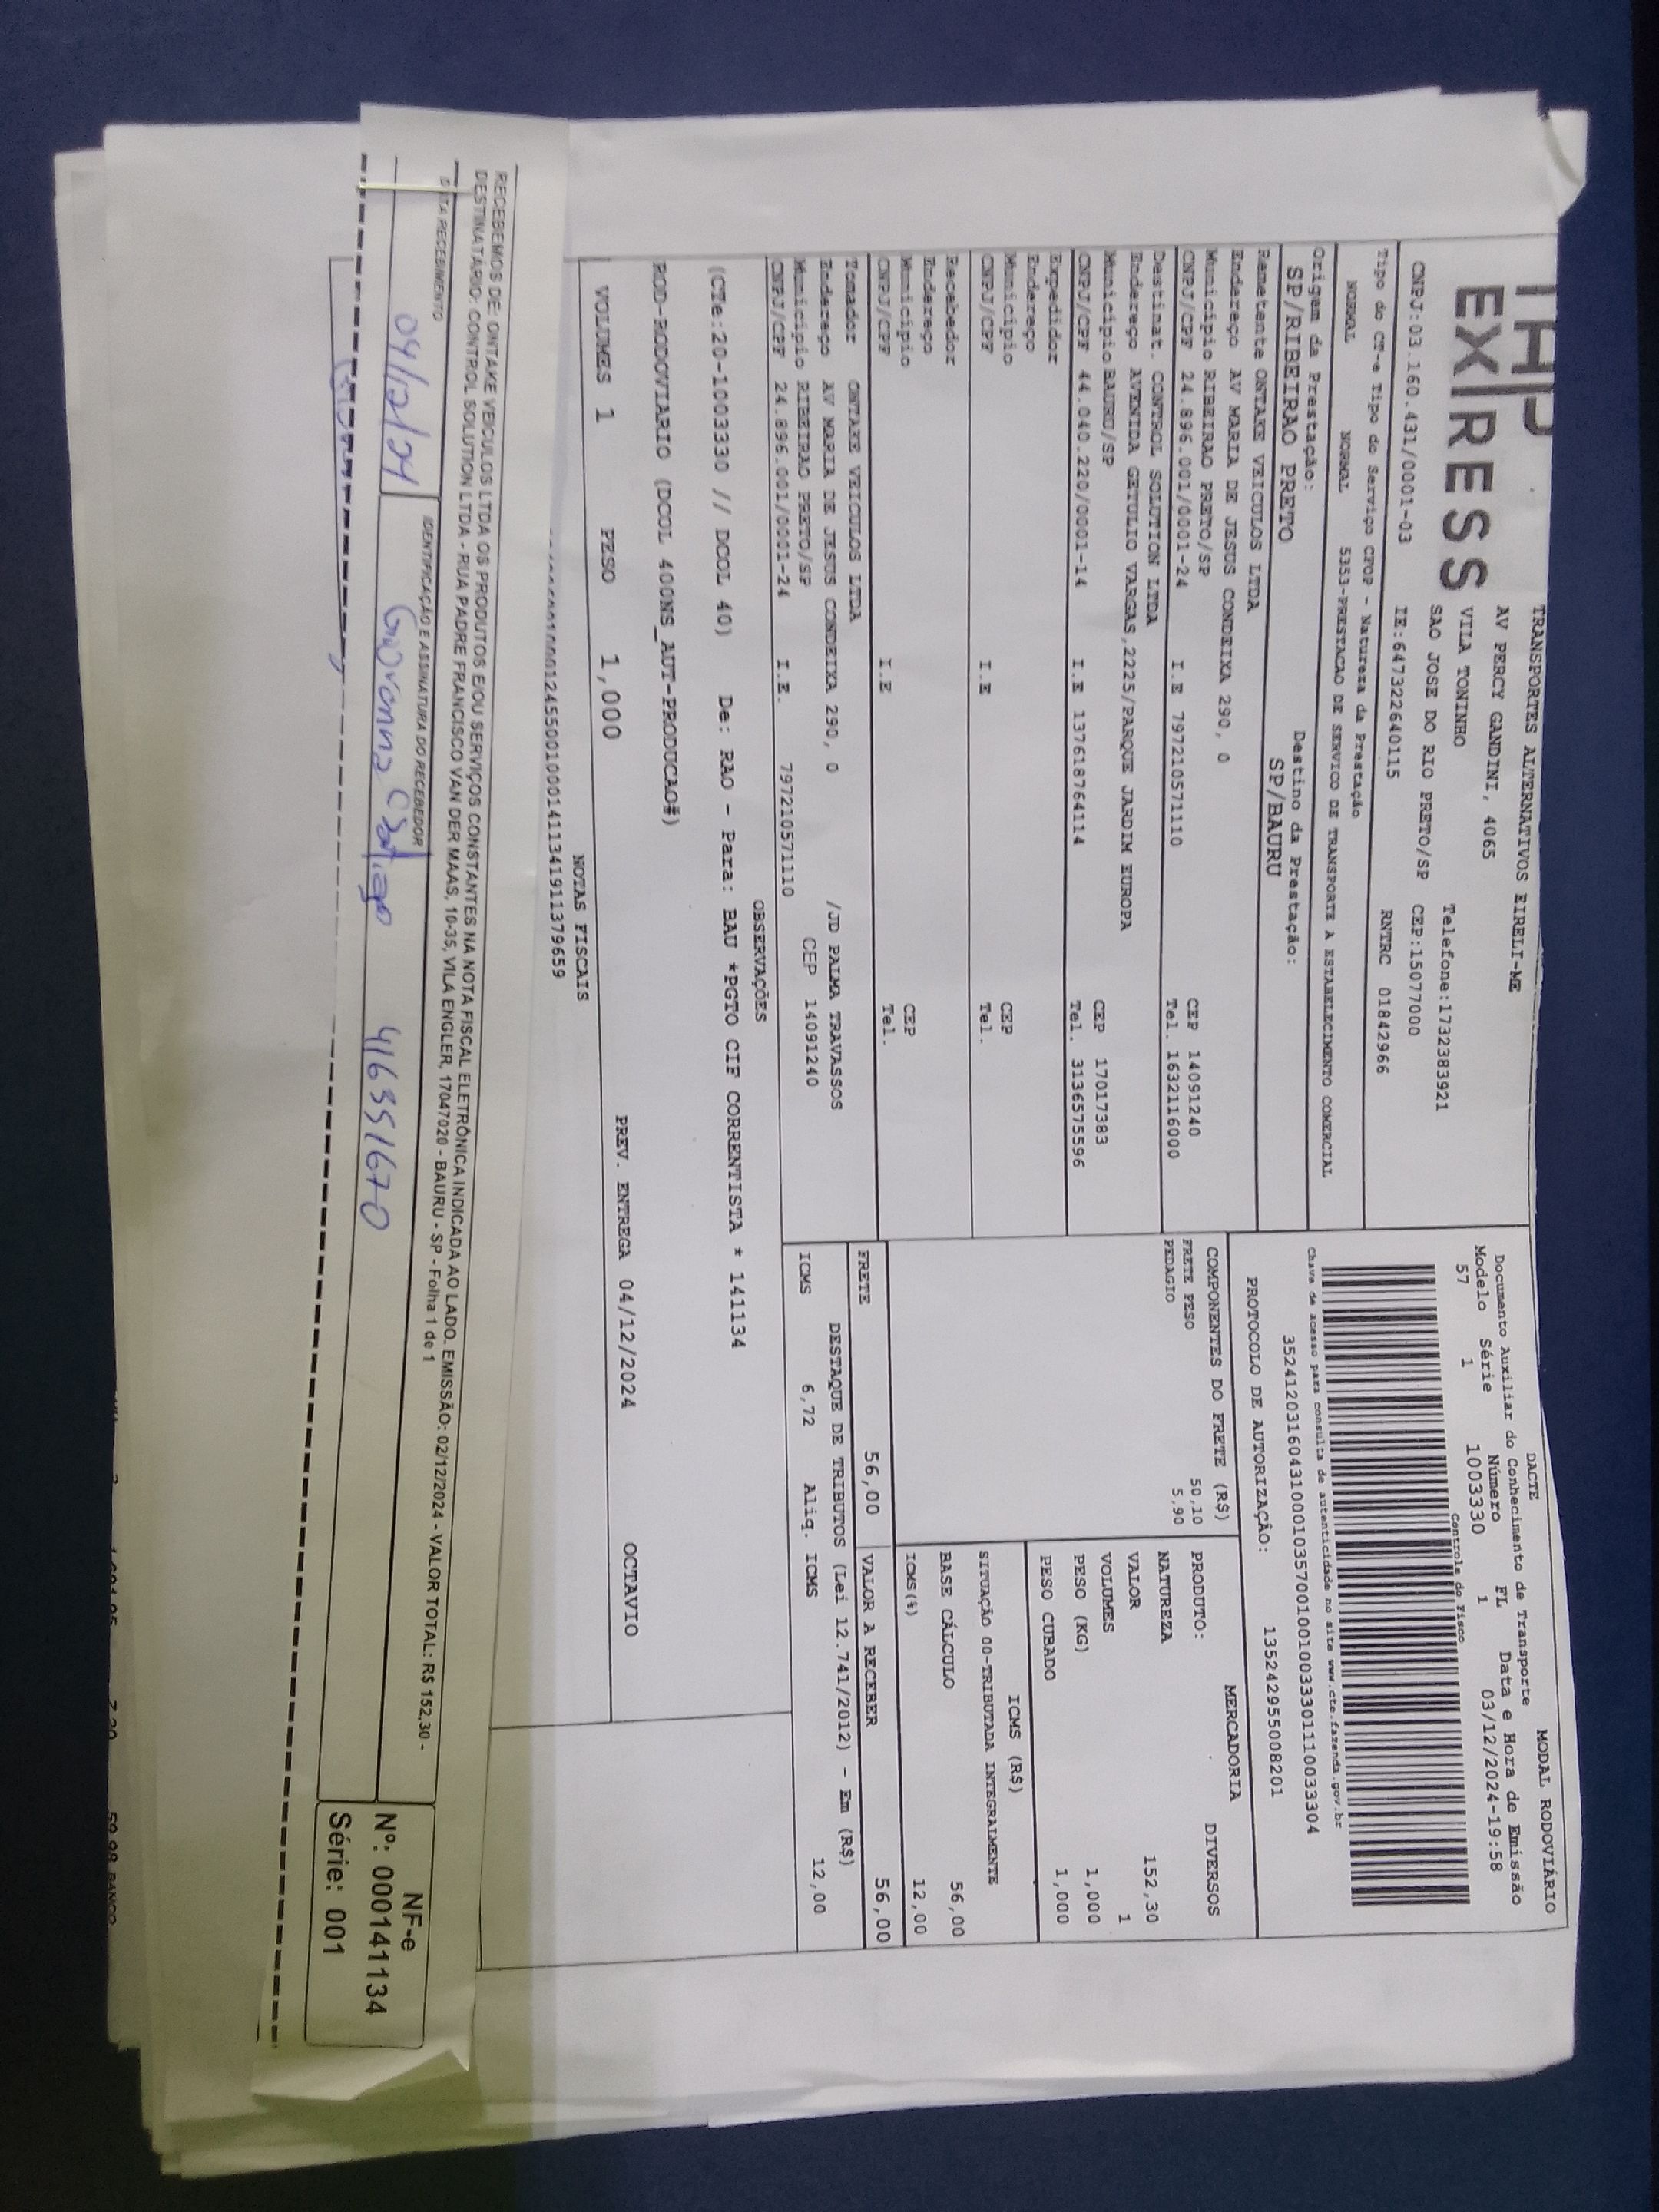 EXPRESS
TRANSPORTES ALTERNATIVOS EIRELI-ME
AV PERCY GANDINI, 4065
VILA TONINHO
Telefone:1732383921
SAO JOSE DO RIO PRETO/SP CEP:15077000
CNPJ:03.160.431/0001-03 IE:647322640115 RNTRC 01842966
Tipo do CT-e Tipo do Serviço CFOP - Natureza da Prestação
NORMAL NORMAL 5353-PRESTACAO DE SERVICO DE TRANSPORTE A ESTABELECIMENTO COMERCIAL
Origem da Prestação: Destino da Prestação:
SP/RIBEIRAO PRETO SP/BAURU
Remetente ONTAKE VEICULOS LTDA
Endereço AV MARIA DE JESUS CONDEIXA 290, 0
Município RIBEIRAO PRETO/SP CEP 14091240
CNPJ/CPF 24.896.001/0001-24 I.E 797210571110 Tel. 1632116000
Destinat. CONTROL SOLUTION LTDA
Endereço AVENIDA GETULIO VARGAS,2225/PARQUE JARDIM EUROPA
Município BAURU/SP CEP 17017383
CNPJ/CPF 44.040.220/0001-14 I.E 137618764114 Tel. 3136575596
Expedidor
Endereço
Município CEP
CNPJ/CPF I.E Tel.
Recebedor
Endereço
Município CEP
CNPJ/CPF I.E Tel.
Tomador ONTAKE VEICULOS LTDA
Endereço AV MARIA DE JESUS CONDEIXA 290, 0 /JD PALMA TRAVASSOS
Município RIBEIRAO PRETO/SP CEP 14091240
CNPJ/CPF 24.896.001/0001-24 I.E. 797210571110
DACTE MODAL RODOVIÁRIO
Documento Auxiliar do Conhecimento de Transporte
Modelo Série Número FL Data e Hora de Emissão
57 1 1003330 1 03/12/2024-19:58
Controle do Fisco
Chave de acesso para consulta de autenticidade no site www.cte.fazenda.gov.br
35241203160431000103570010010033301110033304
PROTOCOLO DE AUTORIZAÇÃO: 135242955008201
COMPONENTES DO FRETE (R$)
FRETE PESO 50,10
PEDAGIO 5,90
MERCADORIA
PRODUTO: DIVERSOS
NATUREZA
VALOR 152,30
VOLUMES 1
PESO (KG) 1,000
PESO CUBADO 1,000
ICMS (R$)
SITUAÇÃO 00-TRIBUTADA INTEGRALMENTE
BASE CÁLCULO 56,00
ICMS(%) 12,00
FRETE 56,00 VALOR A RECEBER 56,00
DESTAQUE DE TRIBUTOS (Lei 12.741/2012) - Em (R$)
ICMS 6,72 Aliq. ICMS 12,00
OBSERVAÇÕES
(CTe:20-1003330 // DCOL 40) De: RAO - Para: BAU *PGTO CIF CORRENTISTA * 141134
ROD-RODOVIARIO (DCOL 400NS_AUT-PRODUCAO#)
VOLUMES 1 PESO 1,000 PREV. ENTREGA 04/12/2024 OCTAVIO
NOTAS FISCAIS
RECEBEMOS DE ONTAKE VEICULOS LTDA OS PRODUTOS E/OU SERVIÇOS CONSTANTES NA NOTA FISCAL ELETRÔNICA INDICADA AO LADO. EMISSÃO: 02/12/2024 - VALOR TOTAL: R$ 152,30 -
DESTINATÁRIO: CONTROL SOLUTION LTDA - RUA PADRE FRANCISCO VAN DER MAAS, 10-35, VILA ENGLER, 17047020 - BAURU - SP - Folha 1 de 1
DATA RECEBIMENTO IDENTIFICAÇÃO E ASSINATURA DO RECEBEDOR
04/12/24 Giovanna 416351670
NF-e
Nº: 000141134
Série: 001